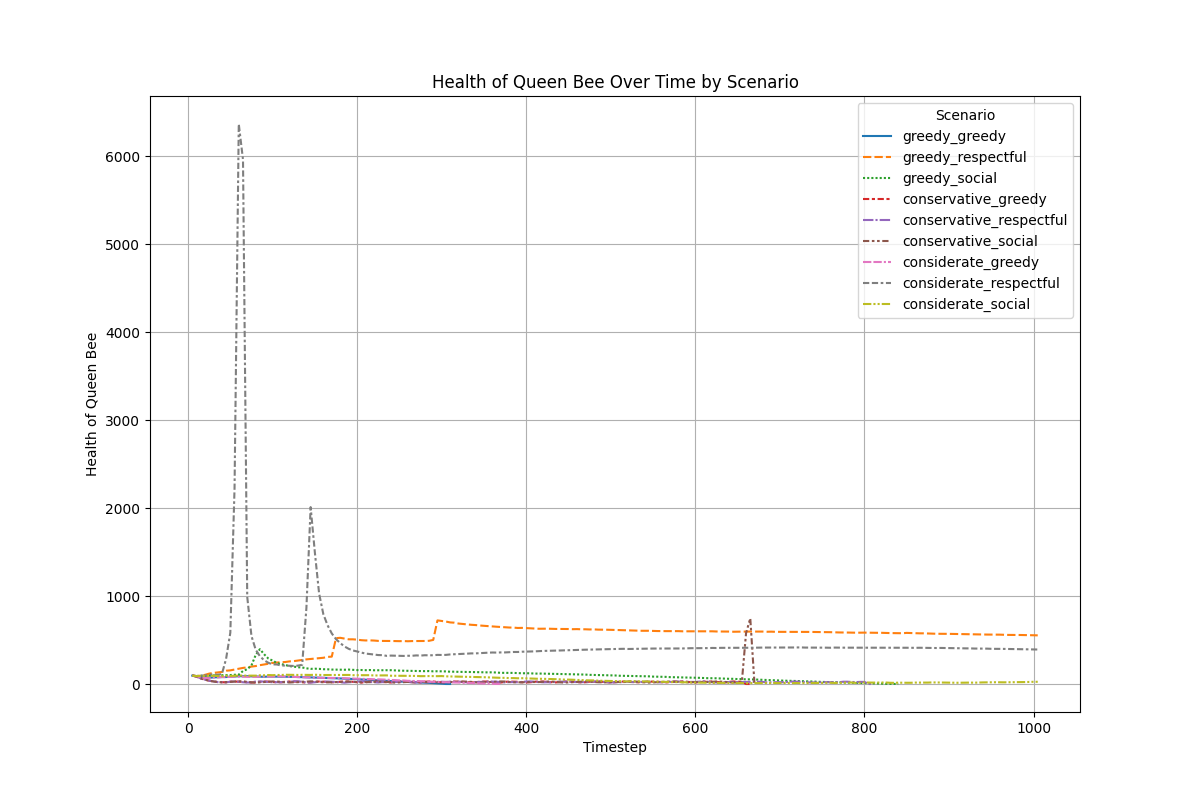 Health of Queen Bee Over Time by Scenario
Scenario
greedy_greedy
greedy_respectful
greedy_social
conservative_greedy
conservative_respectful
conservative_social
considerate_greedy
considerate_respectful
considerate_social
Health of Queen Bee
6000
5000
4000
3000
2000
1000
0
0 200 400 600 800 1000
Timestep